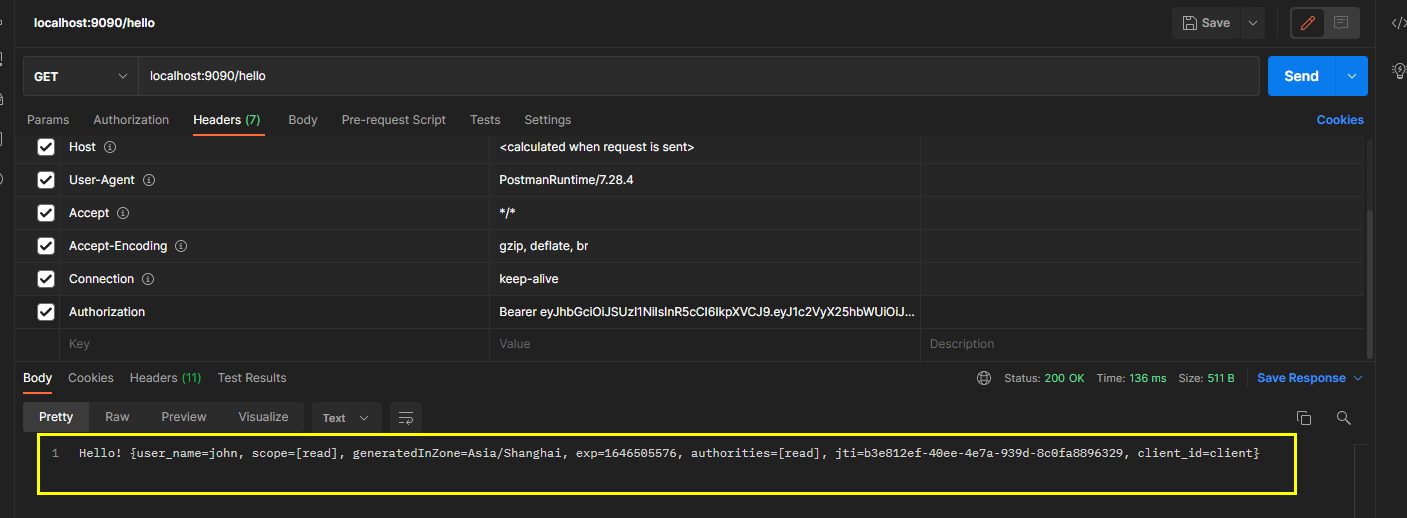 localhost:9090/hello
Save
GET localhost:9090/hello Send
Params Authorization Headers (7) Body Pre-request Script Tests Settings Cookies
Host <calculated when request is sent>
User-Agent PostmanRuntime/7.28.4
Accept */*
Accept-Encoding gzip, deflate, br
Connection keep-alive
Authorization Bearer eyJhbGciOiJSUzI1NiIsInR5cCI6IkpXVCJ9.eyJ1c2VyX25hbWUiOiJ...
Key Value Description
Body Cookies Headers (11) Test Results Status: 200 OK Time: 136 ms Size: 511 B Save Response
Pretty Raw Preview Visualize Text
1 Hello! {user_name=john, scope=[read], generatedInZone=Asia/Shanghai, exp=1646505576, authorities=[read], jti=b3e812ef-40ee-4e7a-939d-8c0fa8896329, client_id=client}